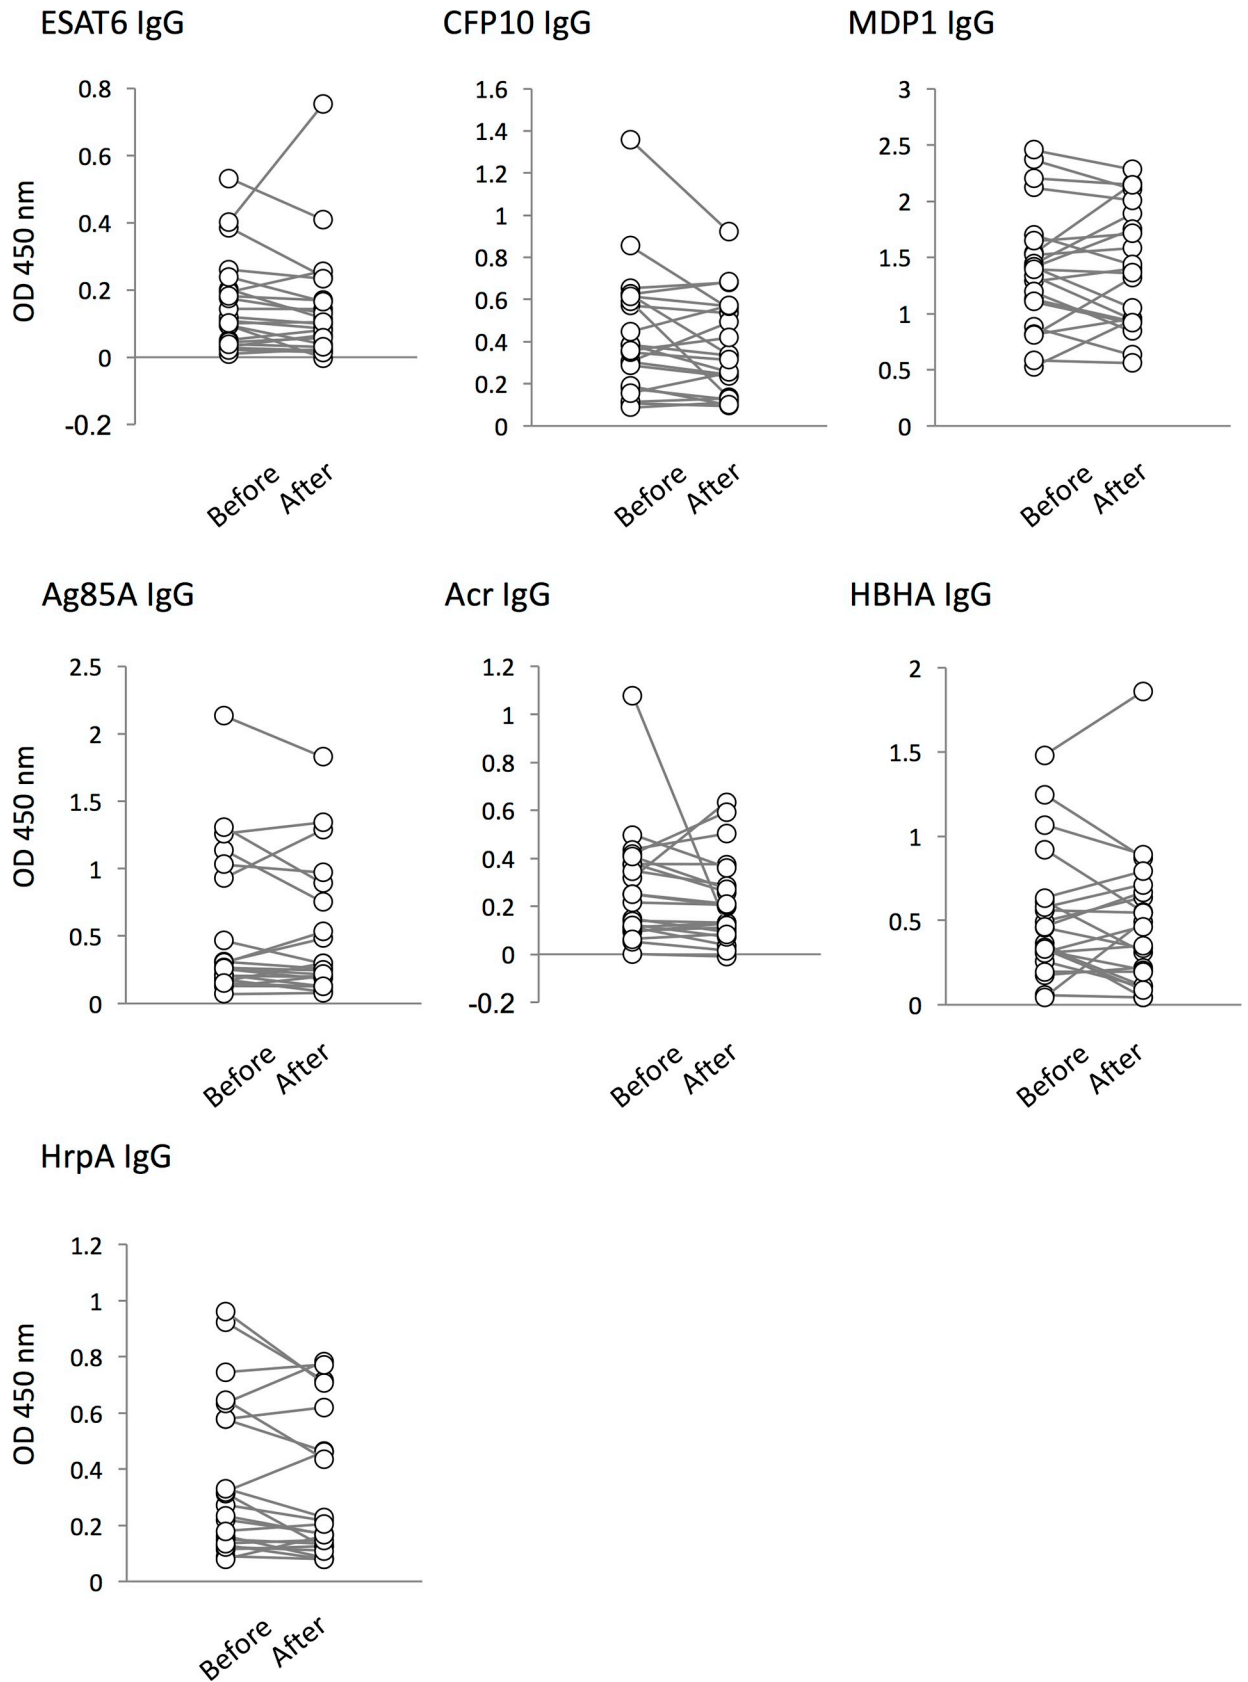 ESAT6 IgG
CFP10 IgG
MDP1 IgG
OD 450 nm
0.8
0.6
0.4
0.2
0
-0.2
1.6
1.4
1.2
1
0.8
0.6
0.4
0.2
0
3
2.5
2
1.5
1
0.5
0
Before
After
Before
After
Before
After
Ag85A IgG
Acr IgG
HBHA IgG
OD 450 nm
2.5
2
1.5
1
0.5
0
1.2
1
0.8
0.6
0.4
0.2
0
-0.2
2
1.5
1
0.5
0
Before
After
Before
After
Before
After
HrpA IgG
OD 450 nm
1.2
1
0.8
0.6
0.4
0.2
0
Before
After